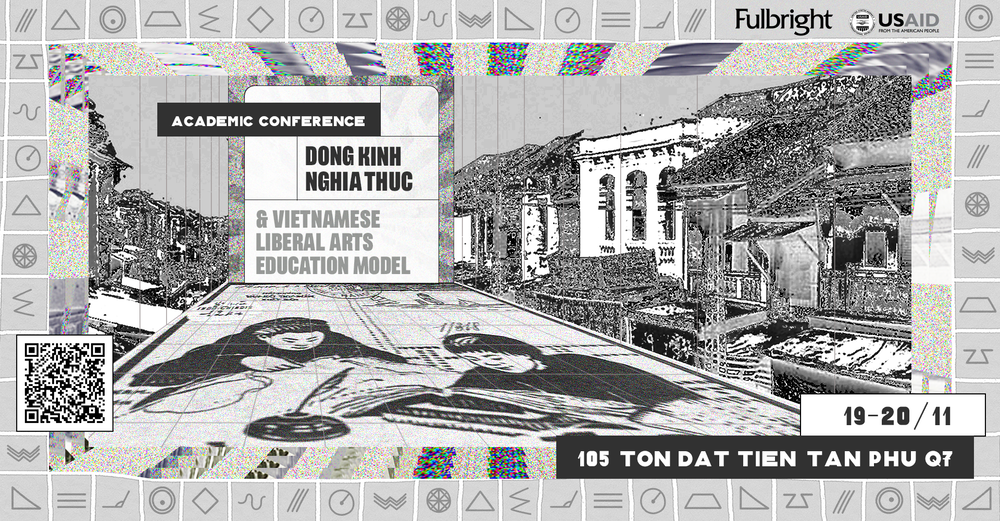 Fulbright
USAID
FROM THE AMERICAN PEOPLE
ACADEMIC CONFERENCE
DONG KINH
NGHIA THUC
& VIETNAMESE
LIBERAL ARTS
EDUCATION MODEL
19-20/11
105 TON DAT TIEN TAN PHU Q7